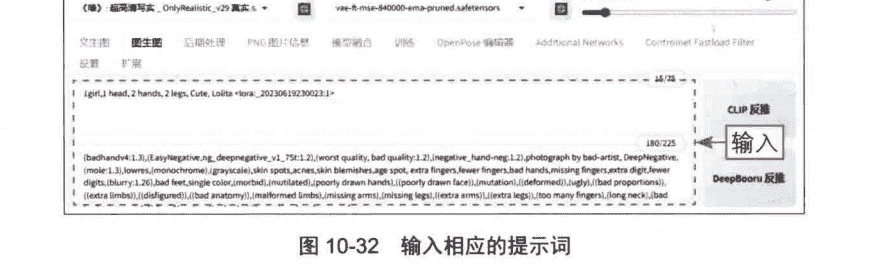 《唯》·超高清写实_OnlyRealistic_v29 真实.s
vae-ft-mse-840000-ema-pruned.safetensors
文生图 图生图 后期处理 PNG 图片信息 模型融合 训练 OpenPose 编辑器 Additional Networks Controlnet Fastload Filter
设置 扩展
15/75
1girl,1 head, 2 hands, 2 legs, Cute, Lolita <lora:_20230619230023:1>
CLIP 反推
180/225
输入
(badhandv4:1.3),(EasyNegative,ng_deepnegative_v1_75t:1.2),(worst quality, bad quality:1.2),(negative_hand-neg:1.2),photograph by bad-artist, DeepNegative,
(mole:1.3),lowres,(monochrome),(grayscale),skin spots,acnes,skin blemishes,age spot, extra fingers,fewer fingers,bad hands,missing fingers,extra digit,fewer
DeepBooru 反推
digits,(blurry:1.26),bad feet,single color,(morbid),(mutilated),(poorly drawn hands),((poorly drawn face)),(mutation),((deformed)),(ugly),((bad proportions)),
((extra limbs)),((disfigured)),((bad anatomy)),(malformed limbs),(missing arms),(missing legs),((extra arms)),((extra legs)),((too many fingers),(long neck),(bad
图 10-32 输入相应的提示词